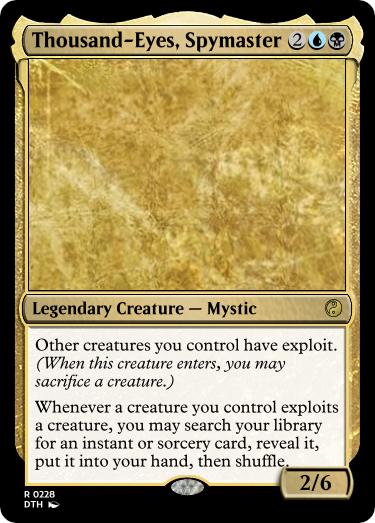 Thousand-Eyes, Spymaster 2
Legendary Creature — Mystic
Other creatures you control have exploit.
(When this creature enters, you may
sacrifice a creature.)
Whenever a creature you control exploits
a creature, you may search your library
for an instant or sorcery card, reveal it,
put it into your hand, then shuffle.
2/6
R 0228
DTH